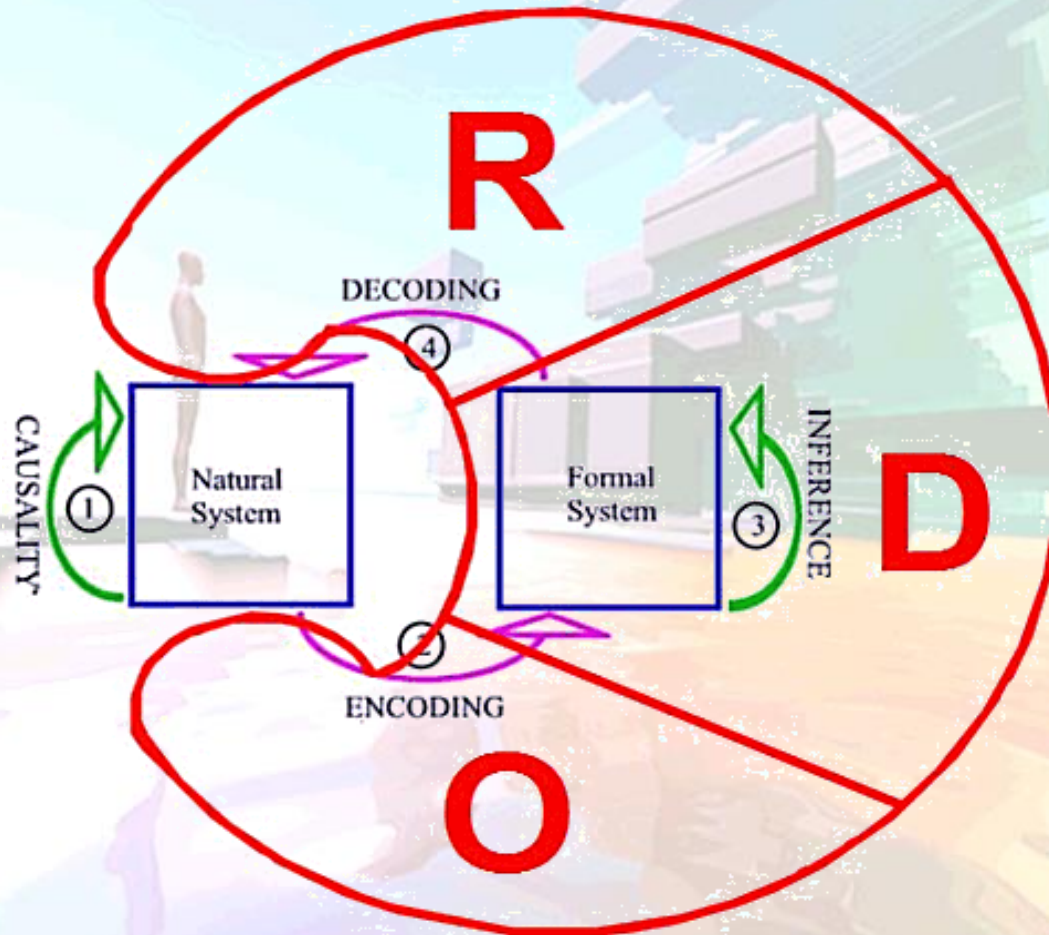 R
DECODING
4
CAUSALITY
1
Natural
System
Formal
System
3
INFERENCE
D
2
ENCODING
O